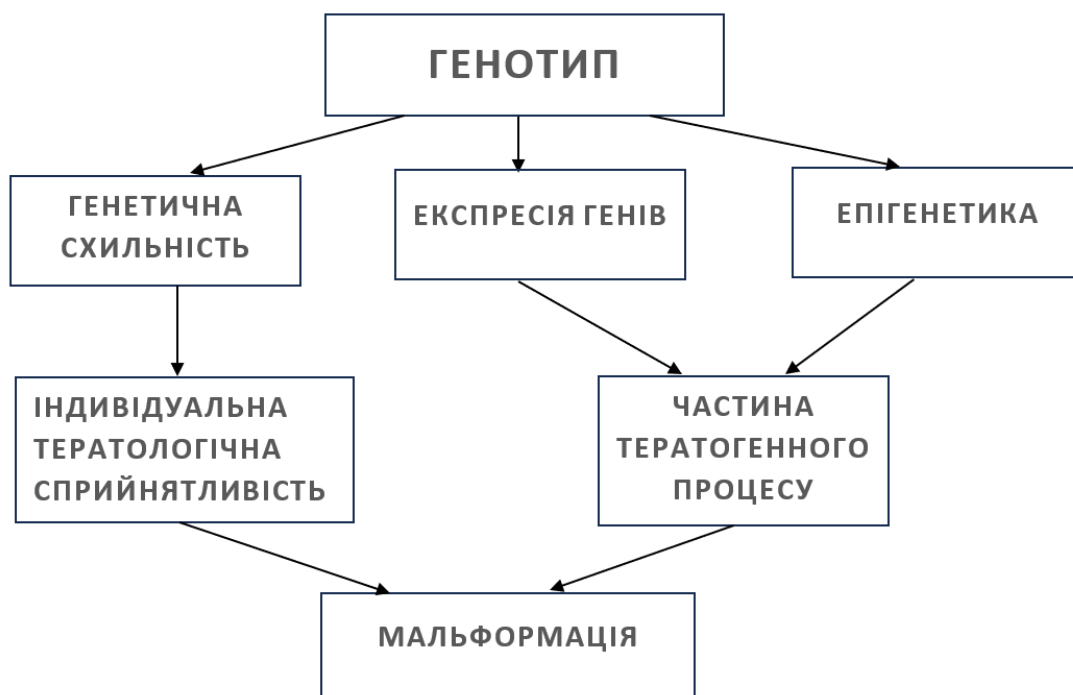 ГЕНОТИП
ГЕНЕТИЧНА
СХИЛЬНІСТЬ
ЕКСПРЕСІЯ ГЕНІВ
ЕПІГЕНЕТИКА
ІНДИВІДУАЛЬНА
ТЕРАТОЛОГІЧНА
СПРИЙНЯТЛИВІСТЬ
ЧАСТИНА
ТЕРАТОГЕННОГО
ПРОЦЕСУ
МАЛЬФОРМАЦІЯ